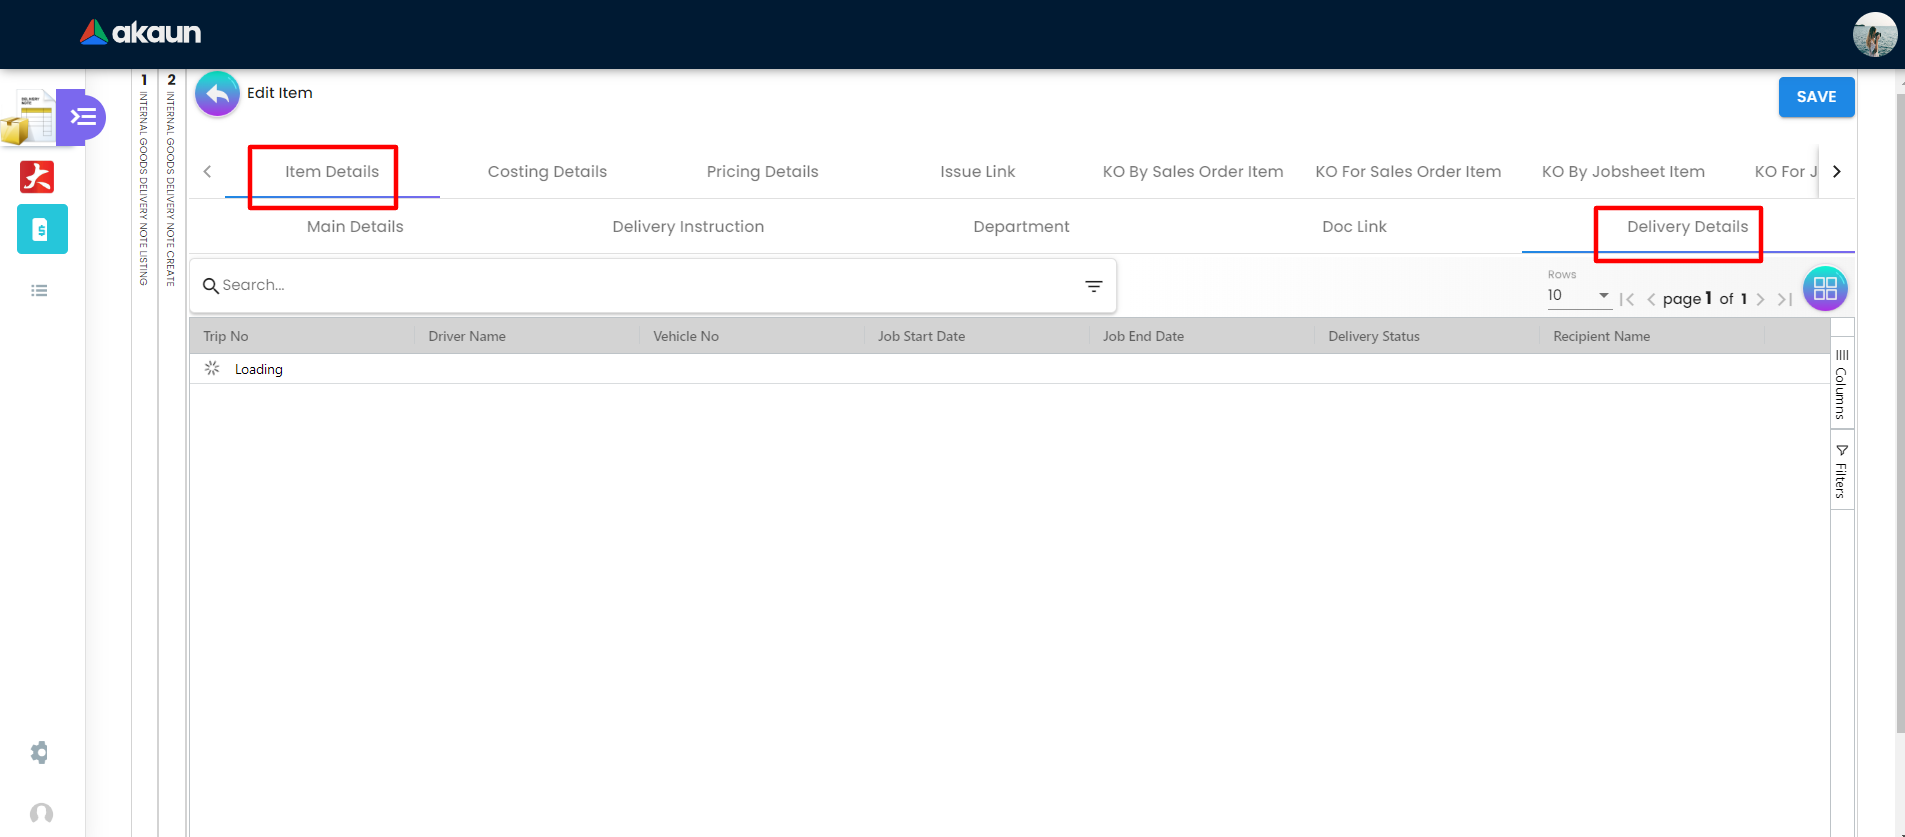 akaun
1 INTERNAL GOODS DELIVERY NOTE LISTING
2 INTERNAL GOODS DELIVERY NOTE CREATE
Edit Item
SAVE
Item Details Costing Details Pricing Details Issue Link KO By Sales Order Item KO For Sales Order Item KO By Jobsheet Item KO For J
Main Details Delivery Instruction Department Doc Link Delivery Details
Search...
Rows
10
page 1 of 1
Trip No Driver Name Vehicle No Job Start Date Job End Date Delivery Status Recipient Name
Loading
Columns
Filters